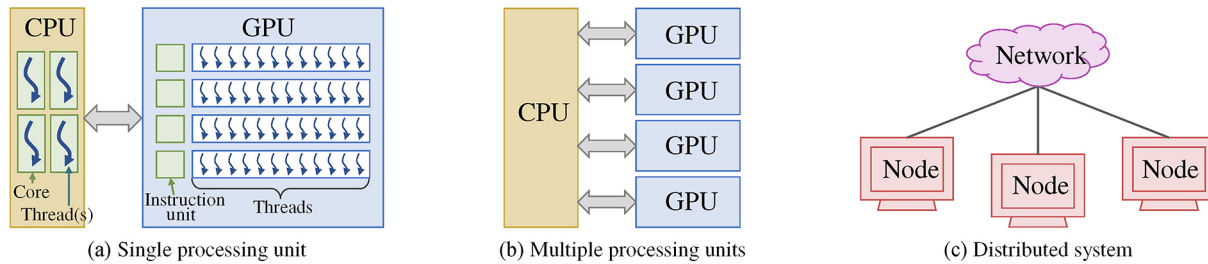 CPU
GPU
Core
Thread(s)
Instruction
unit
Threads
(a) Single processing unit
CPU
GPU
GPU
GPU
GPU
(b) Multiple processing units
Network
Node
Node
Node
(c) Distributed system